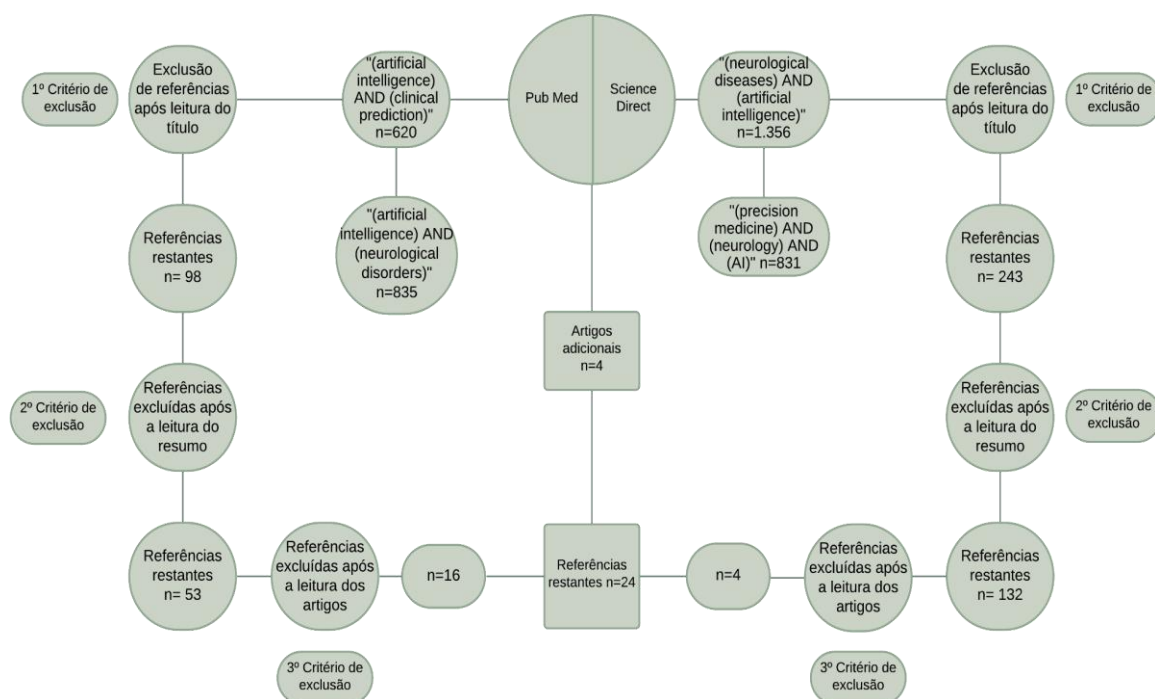 1º Critério de
exclusão
Exclusão
de referências
após leitura do
título
"(artificial
intelligence)
AND (clinical
prediction)"
n=620
Pub Med
Science
Direct
"(neurological
diseases) AND
(artificial
intelligence)"
n=1.356
Exclusão
de referências
após leitura do
título
1º Critério de
exclusão
Referências
restantes
n= 98
"(artificial
intelligence) AND
(neurological
disorders)"
n=835
"(precision
medicine) AND
(neurology) AND
(AI)" n=831
Referências
restantes
n= 243
Artigos
adicionais
n=4
2º Critério de
exclusão
Referências
excluídas após
a leitura do
resumo
Referências
excluídas após
a leitura do
resumo
2º Critério de
exclusão
Referências
restantes
n= 53
Referências
excluídas após
a leitura dos
artigos
n=16
Referências
restantes n=24
n=4
Referências
excluídas após
a leitura dos
artigos
Referências
restantes
n= 132
3º Critério de
exclusão
3º Critério de
exclusão